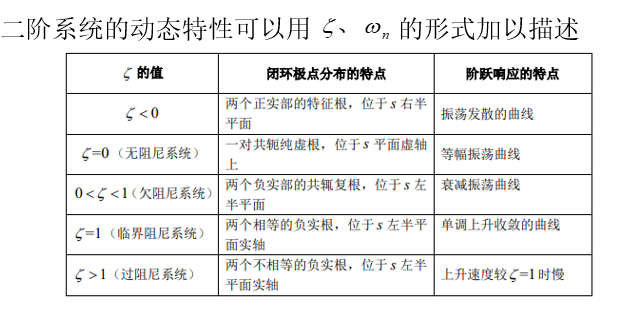 二阶系统的动态特性可以用 ζ、ωn 的形式加以描述
ζ 的值
闭环极点分布的特点
阶跃响应的特点
ζ<0
两个正实部的特征根，位于 s 右半
平面
振荡发散的曲线
ζ=0（无阻尼系统）
一对共轭纯虚根，位于 s 平面虚轴
上
等幅振荡曲线
0<ζ<1（欠阻尼系统）
两个负实部的共轭复根，位于 s 左
半平面
衰减振荡曲线
ζ=1（临界阻尼系统）
两个相等的负实根，位于 s 左半平
面实轴
单调上升收敛的曲线
ζ>1（过阻尼系统）
两个不相等的负实根，位于 s 左半
平面实轴
上升速度较ζ=1时慢